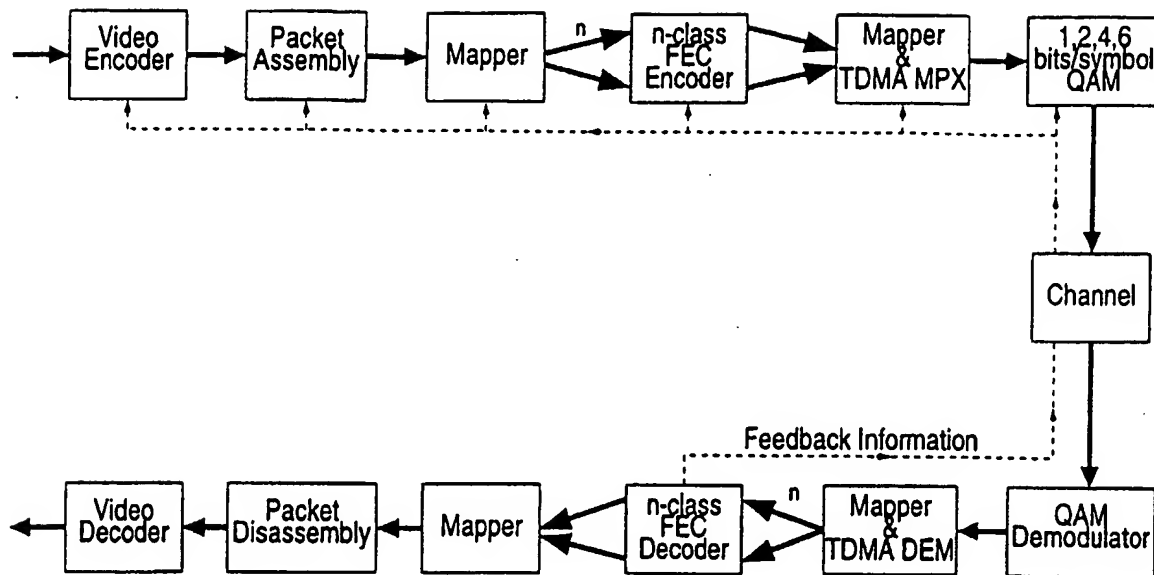 Video
Encoder
Packet
Assembly
Mapper
n
n-class
FEC
Encoder
Mapper
&
TDMA MPX
1,2,4,6
bits/symbol
QAM
Channel
Feedback Information
Video
Decoder
Packet
Disassembly
Mapper
n-class
FEC
Decoder
n
Mapper
&
TDMA DEM
QAM
Demodulator